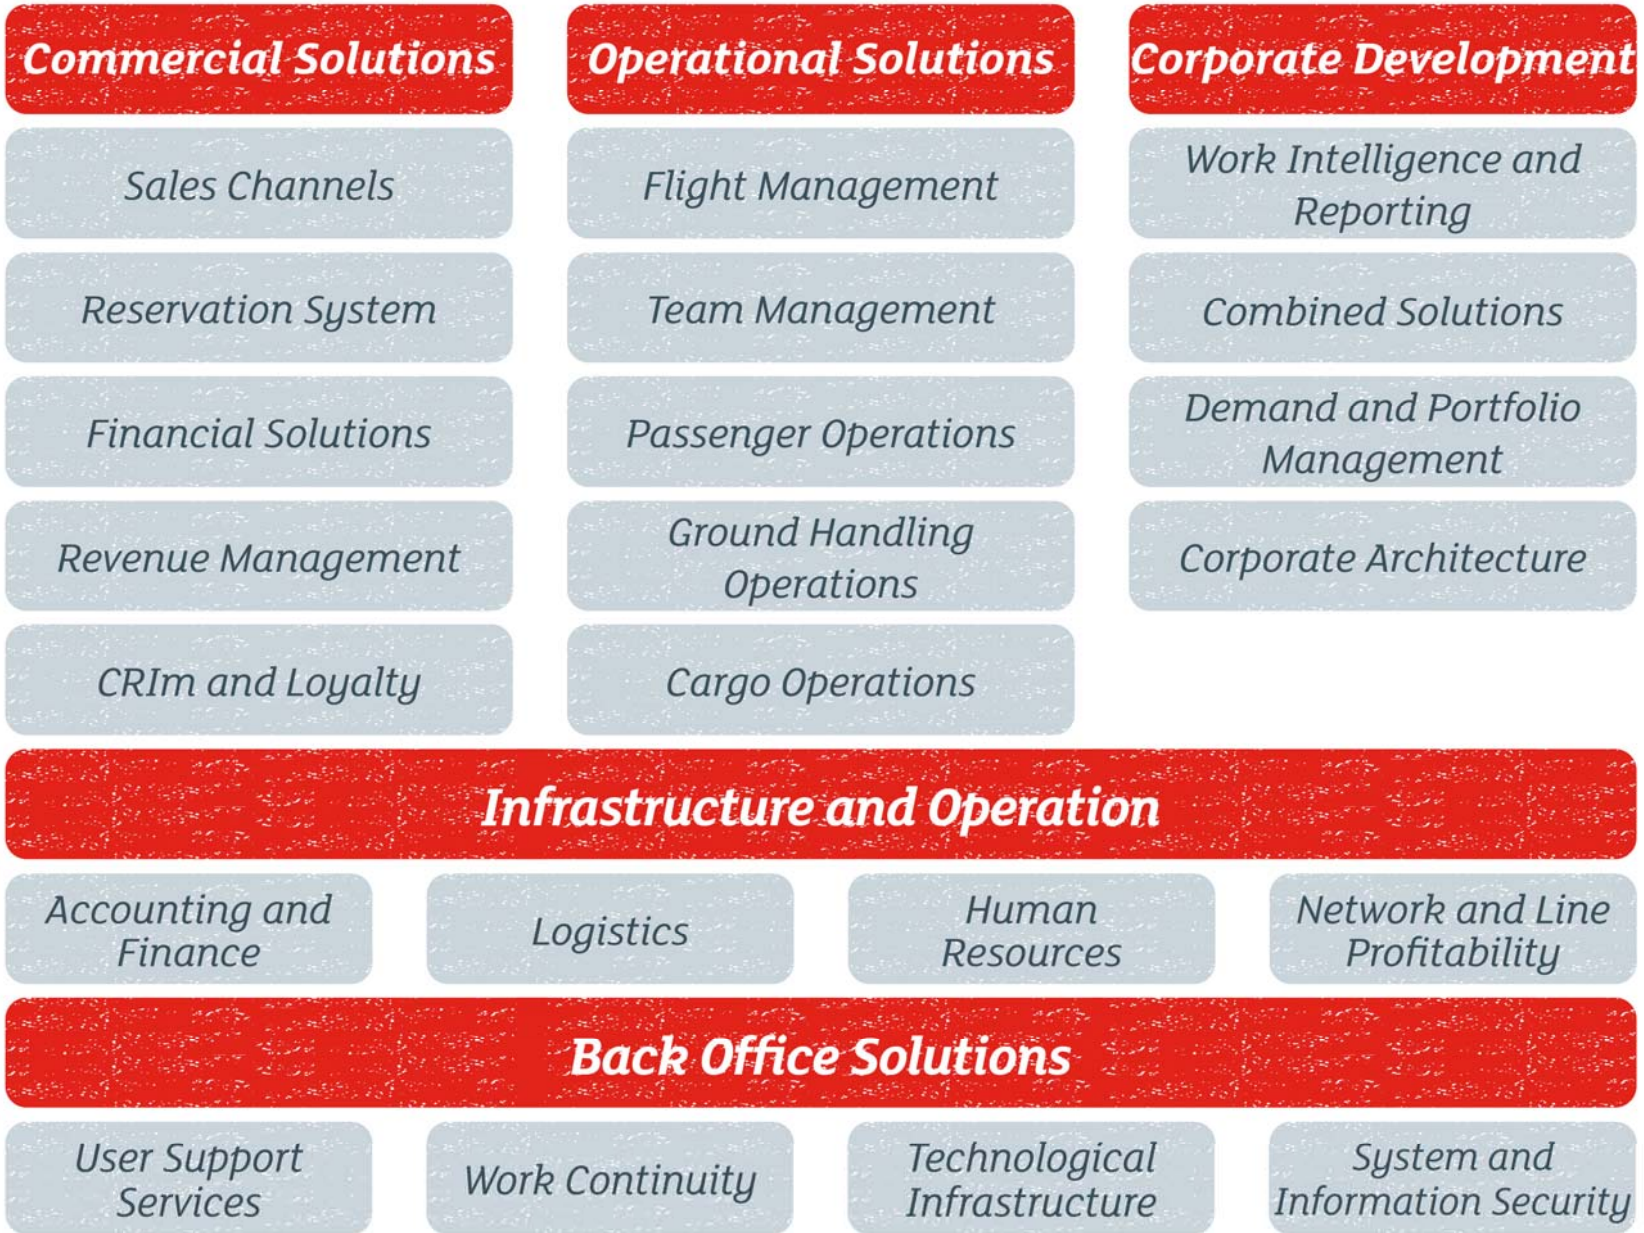 Commercial Solutions
Sales Channels
Reservation System
Financial Solutions
Revenue Management
CRIm and Loyalty
Operational Solutions
Flight Management
Team Management
Passenger Operations
Ground Handling
Operations
Cargo Operations
Corporate Development
Work Intelligence and
Reporting
Combined Solutions
Demand and Portfolio
Management
Corporate Architecture
Infrastructure and Operation
Accounting and
Finance
Logistics
Human
Resources
Network and Line
Profitability
Back Office Solutions
User Support
Services
Work Continuity
Technological
Infrastructure
System and
Information Security